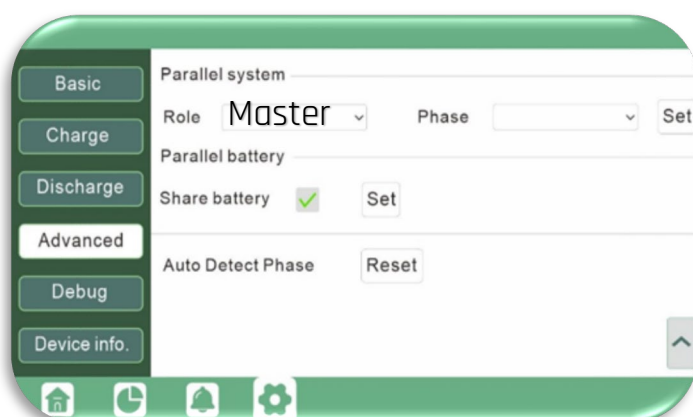 Basic
Charge
Discharge
Advanced
Debug
Device info.
Parallel system
Role Master Phase Set
Parallel battery
Share battery Set
Auto Detect Phase Reset